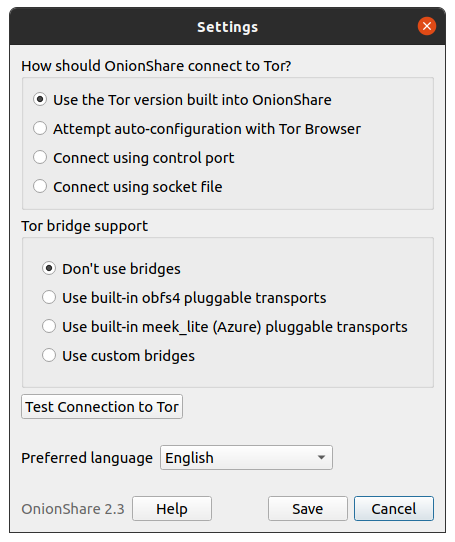 Settings
How should OnionShare connect to Tor?
Use the Tor version built into OnionShare
Attempt auto-configuration with Tor Browser
Connect using control port
Connect using socket file
Tor bridge support
Don't use bridges
Use built-in obfs4 pluggable transports
Use built-in meek_lite (Azure) pluggable transports
Use custom bridges
Test Connection to Tor
Preferred language English
OnionShare 2.3 Help Save Cancel